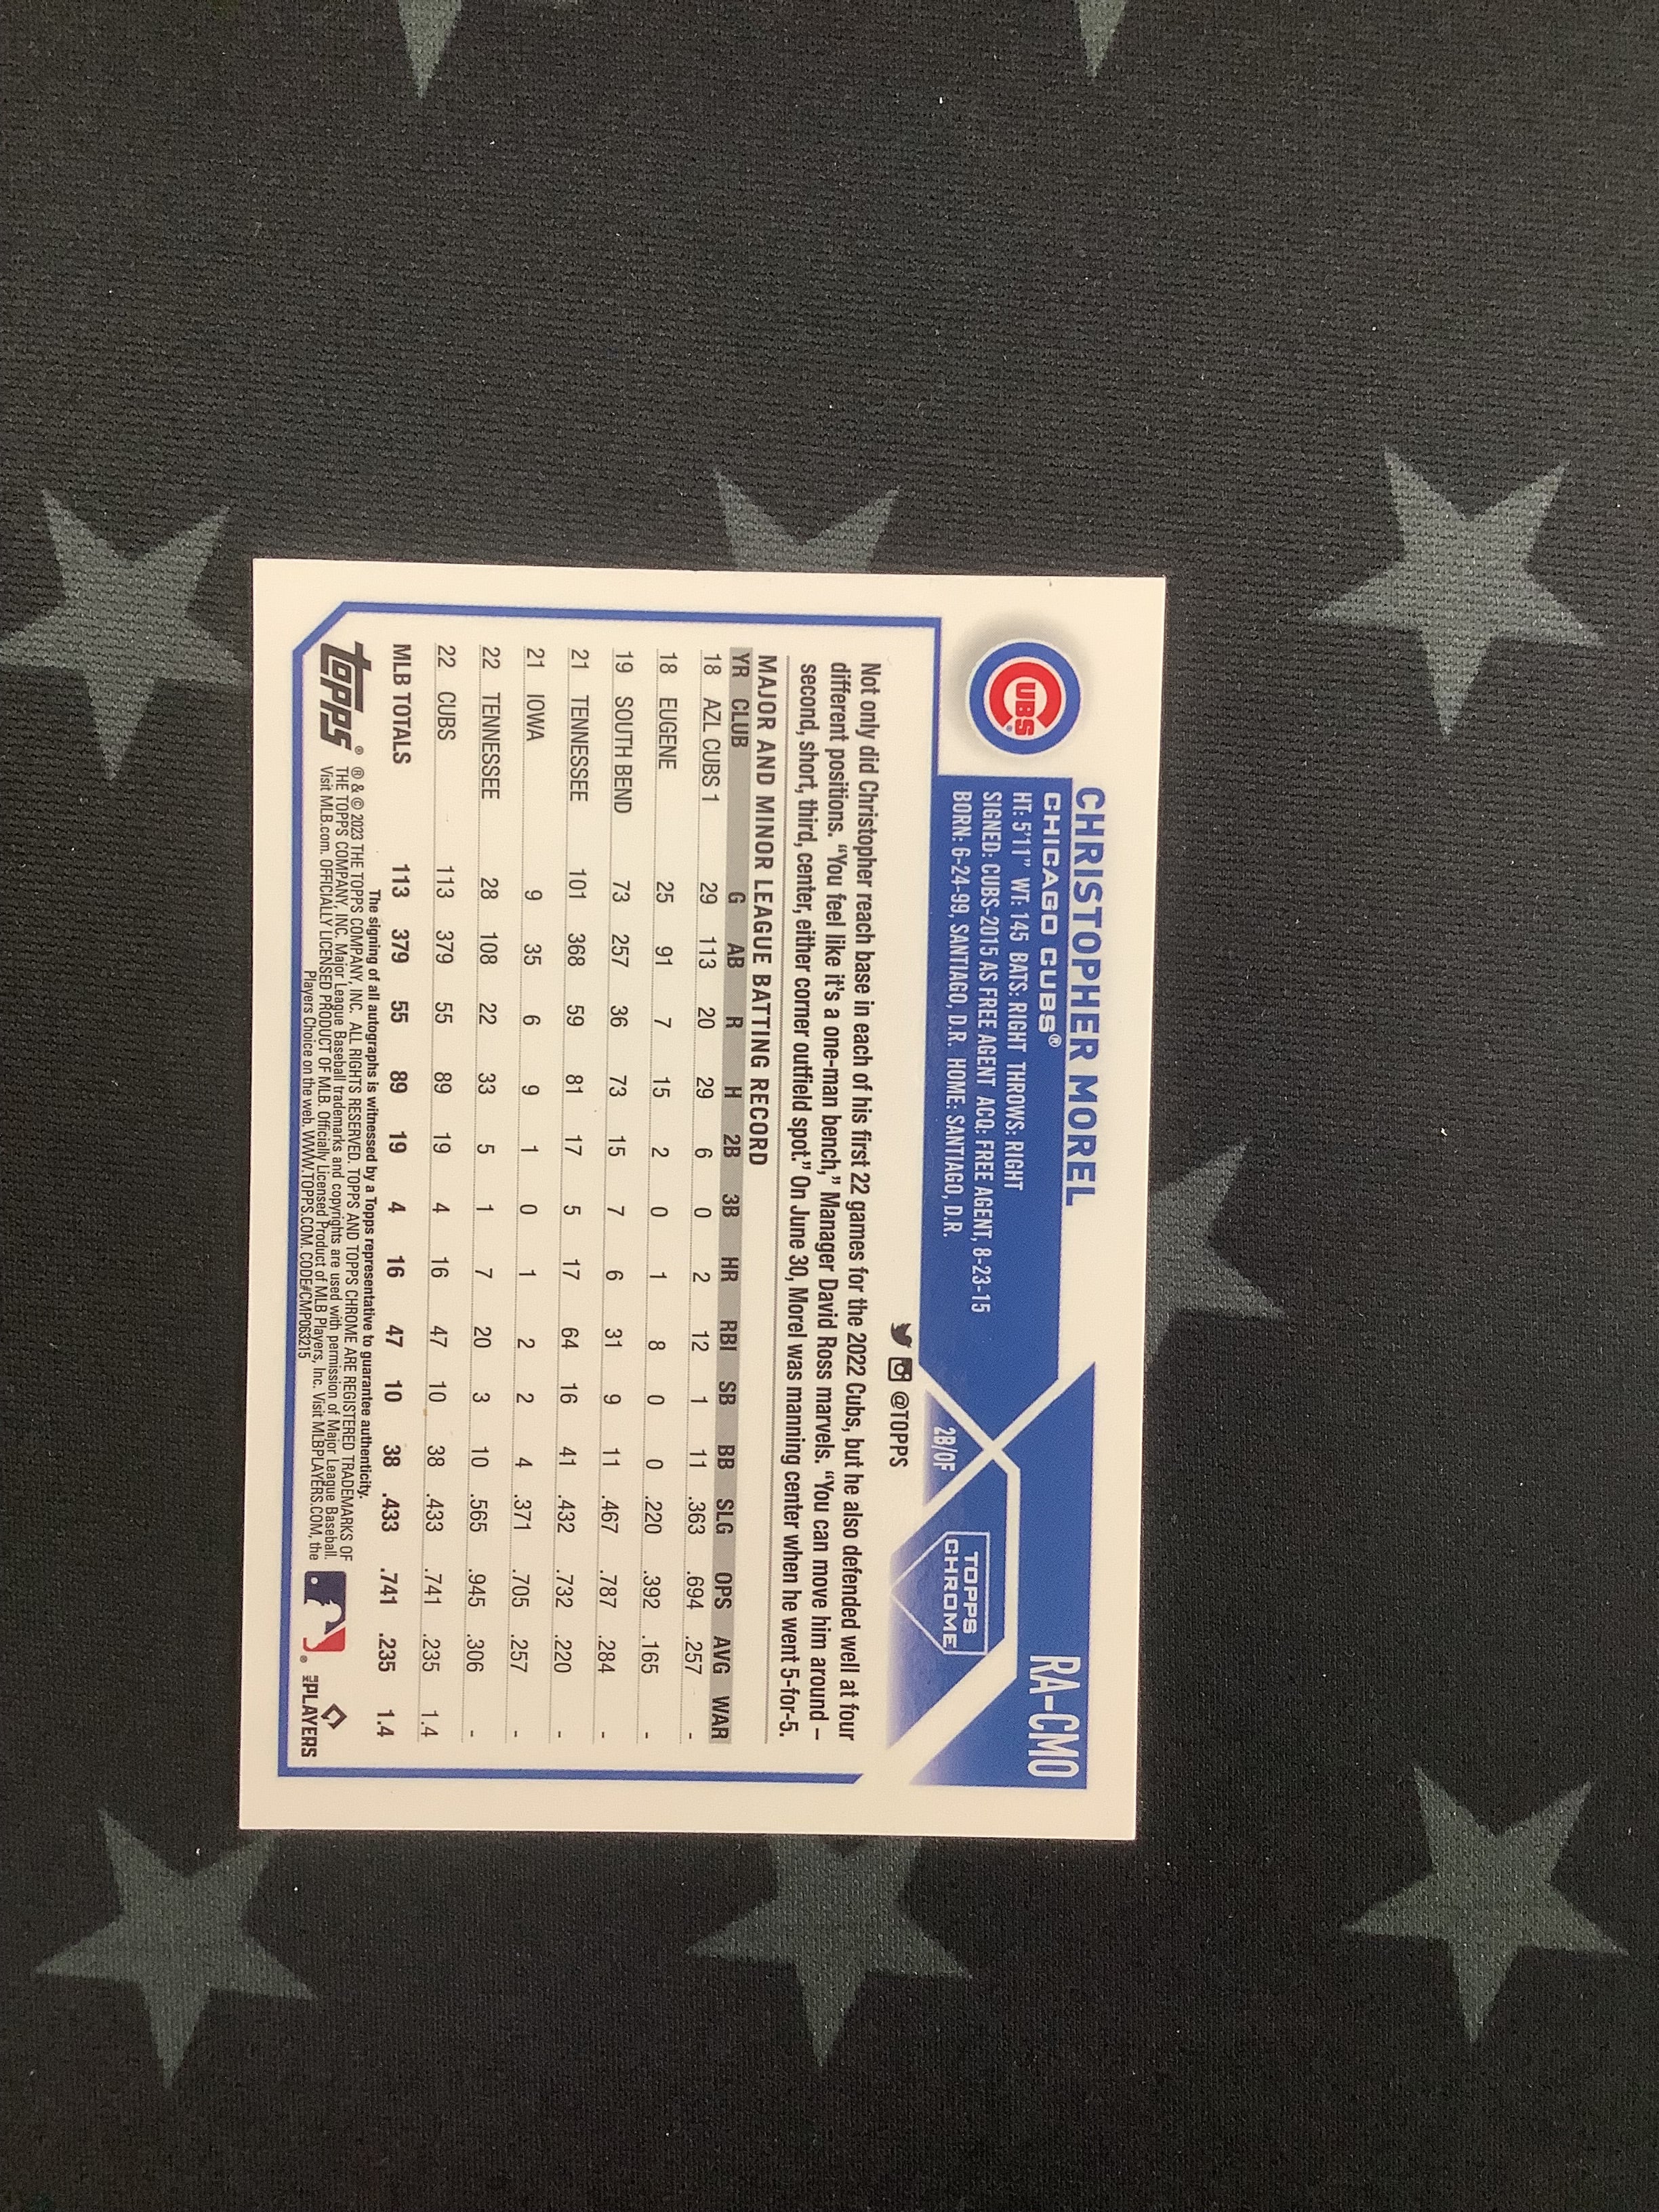 CUBS®
CHRISTOPHER MOREL
RA-CMO
CHICAGO CUBS®
HT: 5'11" WT: 145 BATS: RIGHT THROWS: RIGHT
SIGNED: CUBS-2015 AS FREE AGENT ACQ: FREE AGENT, 8-23-15
BORN: 6-24-99, SANTIAGO, D.R. HOME: SANTIAGO, D.R.
2B/OF
TOPPS
CHROME
@TOPPS
Not only did Christopher reach base in each of his first 22 games for the 2022 Cubs, but he also defended well at four
different positions. “You feel like it’s a one-man bench,” Manager David Ross marvels. “You can move him around –
second, short, third, center, either corner outfield spot.” On June 30, Morel was manning center when he went 5-for-5.
MAJOR AND MINOR LEAGUE BATTING RECORD
YR CLUB G AB R H 2B 3B HR RBI SB BB SLG OPS AVG WAR
18 AZL CUBS 1 29 113 20 29 6 0 2 12 1 11 .363 .694 .257 -
18 EUGENE 25 91 7 15 2 0 1 8 0 0 .220 .392 .165 -
19 SOUTH BEND 73 257 36 73 15 7 6 31 9 11 .467 .787 .284 -
21 TENNESSEE 101 368 59 81 17 5 17 64 16 41 .432 .732 .220 -
21 IOWA 9 35 6 9 1 0 1 2 2 4 .371 .705 .257 -
22 TENNESSEE 28 108 22 33 5 1 7 20 3 10 .565 .945 .306 -
22 CUBS 113 379 55 89 19 4 16 47 10 38 .433 .741 .235 1.4
MLB TOTALS 113 379 55 89 19 4 16 47 10 38 .433 .741 .235 1.4
The signing of all autographs is witnessed by a Topps representative to guarantee authenticity.
topps®
® & © 2023 THE TOPPS COMPANY, INC. ALL RIGHTS RESERVED. TOPPS AND TOPPS CHROME ARE REGISTERED TRADEMARKS OF
THE TOPPS COMPANY, INC. Major League Baseball trademarks and copyrights are used with permission of Major League Baseball.
Visit MLB.com. OFFICIALLY LICENSED PRODUCT OF MLB. Officially Licensed Product of MLB Players, Inc. Visit MLBPLAYERS.COM, the
Players Choice on the web. WWW.TOPPS.COM. CODE#CMP063215
MLB PLAYERS